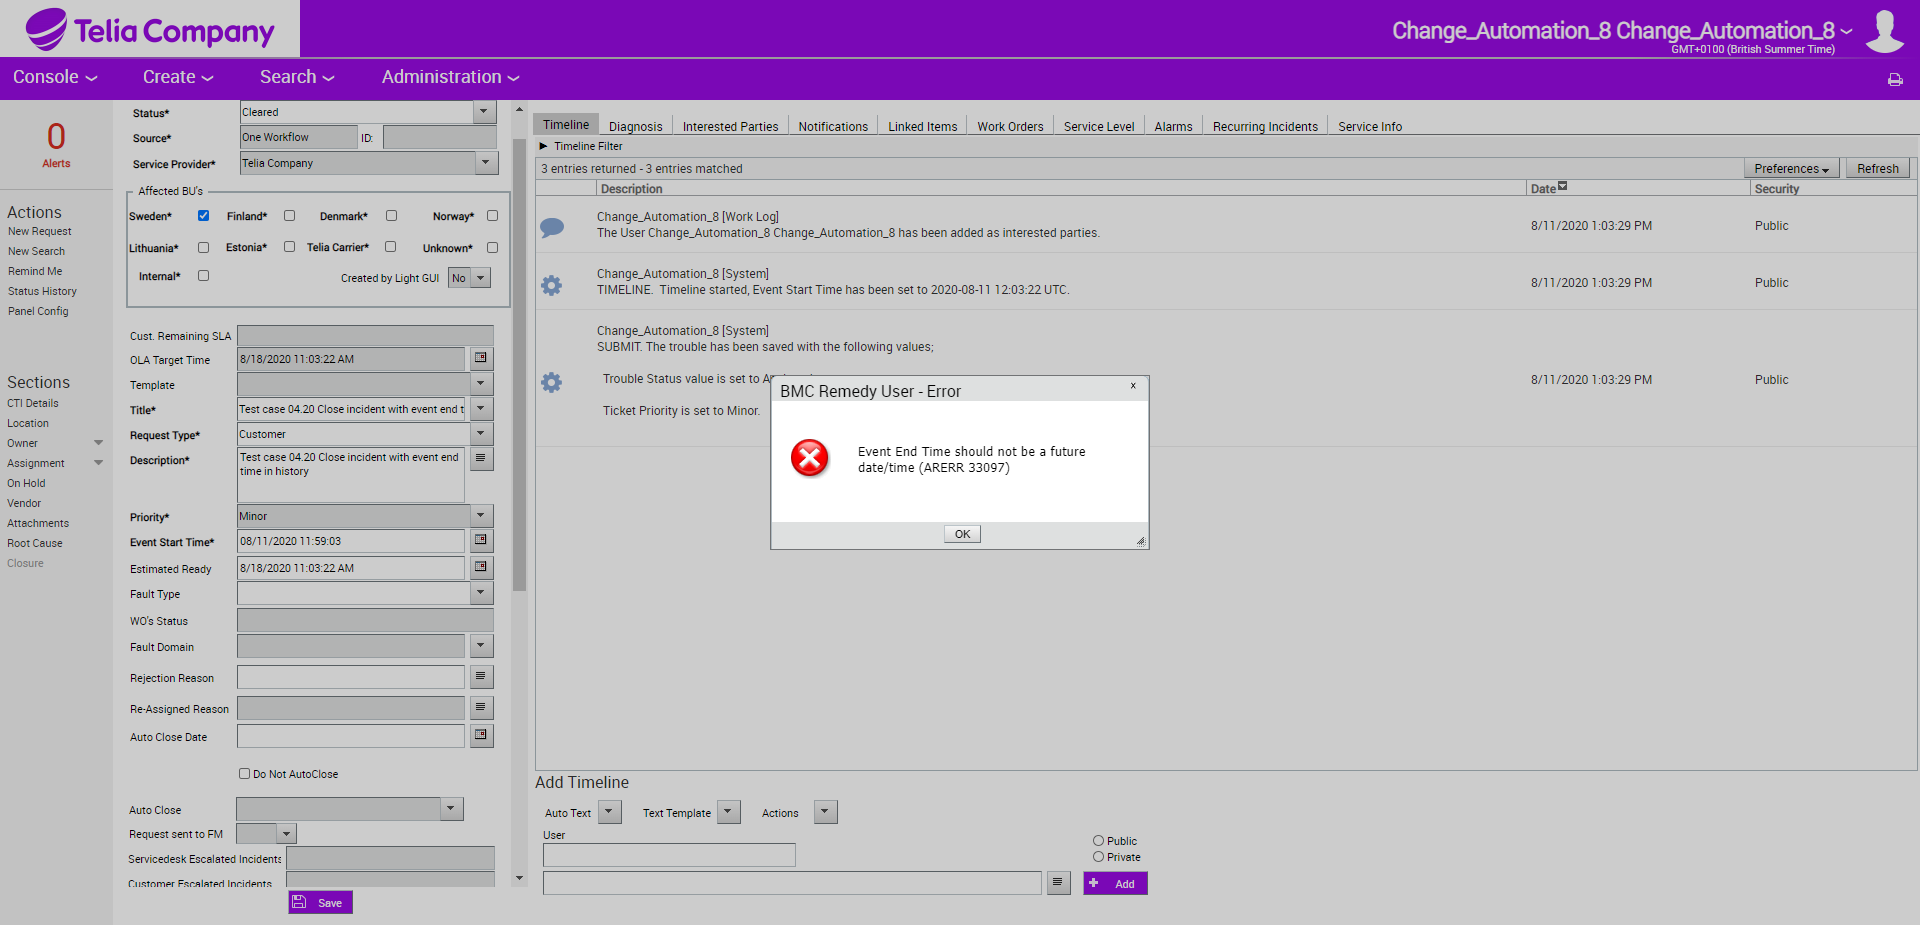 Telia Company
Change_Automation_8 Change_Automation_8
GMT+0100 (British Summer Time)
Console
Create
Search
Administration
0
Alerts
Actions
New Request
New Search
Remind Me
Status History
Panel Config
Sections
CTI Details
Location
Owner
Assignment
On Hold
Vendor
Attachments
Root Cause
Closure
Status*
Cleared
Source*
One Workflow
ID:
Service Provider*
Telia Company
Affected BU's
Sweden*
Finland*
Denmark*
Norway*
Lithuania*
Estonia*
Telia Carrier*
Unknown*
Internal*
Created by Light GUI
No
Cust. Remaining SLA
OLA Target Time
8/18/2020 11:03:22 AM
Template
Title*
Test case 04.20 Close incident with event end t
Request Type*
Customer
Description*
Test case 04.20 Close incident with event end
time in history
Priority*
Minor
Event Start Time*
08/11/2020 11:59:03
Estimated Ready
8/18/2020 11:03:22 AM
Fault Type
WO's Status
Fault Domain
Rejection Reason
Re-Assigned Reason
Auto Close Date
Do Not AutoClose
Auto Close
Request sent to FM
Servicedesk Escalated Incidents
Customer Escalated Incidents
Save
Timeline
Diagnosis
Interested Parties
Notifications
Linked Items
Work Orders
Service Level
Alarms
Recurring Incidents
Service Info
Timeline Filter
3 entries returned - 3 entries matched
Preferences
Refresh
Description
Date
Security
Change_Automation_8 [Work Log]
The User Change_Automation_8 Change_Automation_8 has been added as interested parties.
8/11/2020 1:03:29 PM
Public
Change_Automation_8 [System]
TIMELINE.  Timeline started, Event Start Time has been set to 2020-08-11 12:03:22 UTC.
8/11/2020 1:03:29 PM
Public
Change_Automation_8 [System]
SUBMIT. The trouble has been saved with the following values;
Trouble Status value is set to
Ticket Priority is set to Minor.
8/11/2020 1:03:29 PM
Public
BMC Remedy User - Error
x
Event End Time should not be a future
date/time (ARERR 33097)
OK
Add Timeline
Auto Text
Text Template
Actions
User
Public
Private
Add